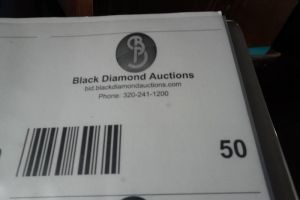 Black Diamond Auctions
bid.blackdiamondauctions.com
Phone: 320-241-1200
50